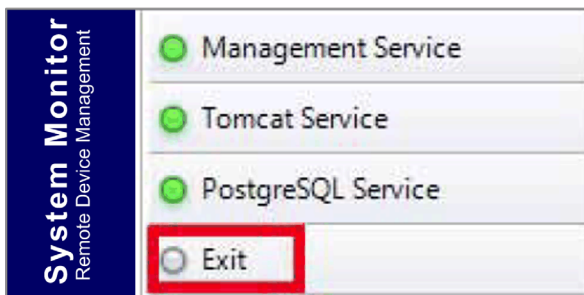 System Monitor
Remote Device Management
Management Service
Tomcat Service
PostgreSQL Service
Exit